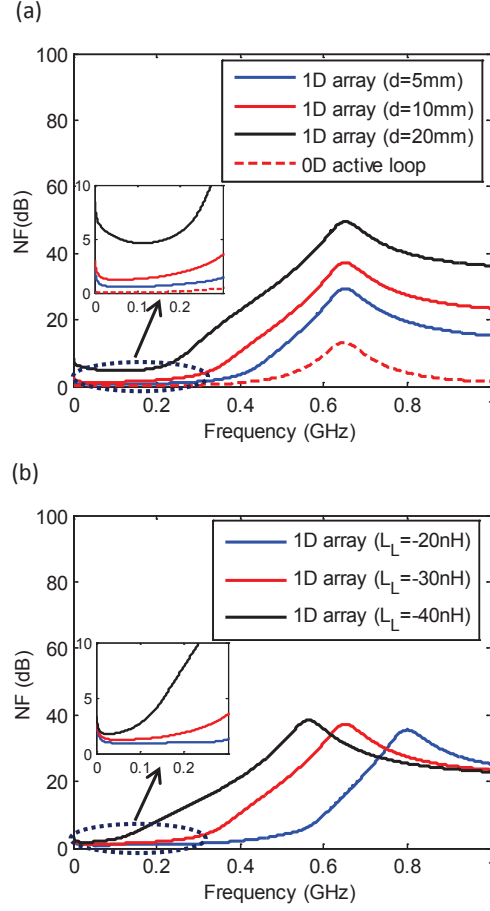 (a)
100
80
60
40
20
0
NF(dB)
1D array (d=5mm)
1D array (d=10mm)
1D array (d=20mm)
0D active loop
10
5
0
0 0.1 0.2
0 0.2 0.4 0.6 0.8 1
Frequency (GHz)
(b)
100
80
60
40
20
0
NF (dB)
1D array (L_L=-20nH)
1D array (L_L=-30nH)
1D array (L_L=-40nH)
10
5
0
0 0.1 0.2
0 0.2 0.4 0.6 0.8 1
Frequency (GHz)